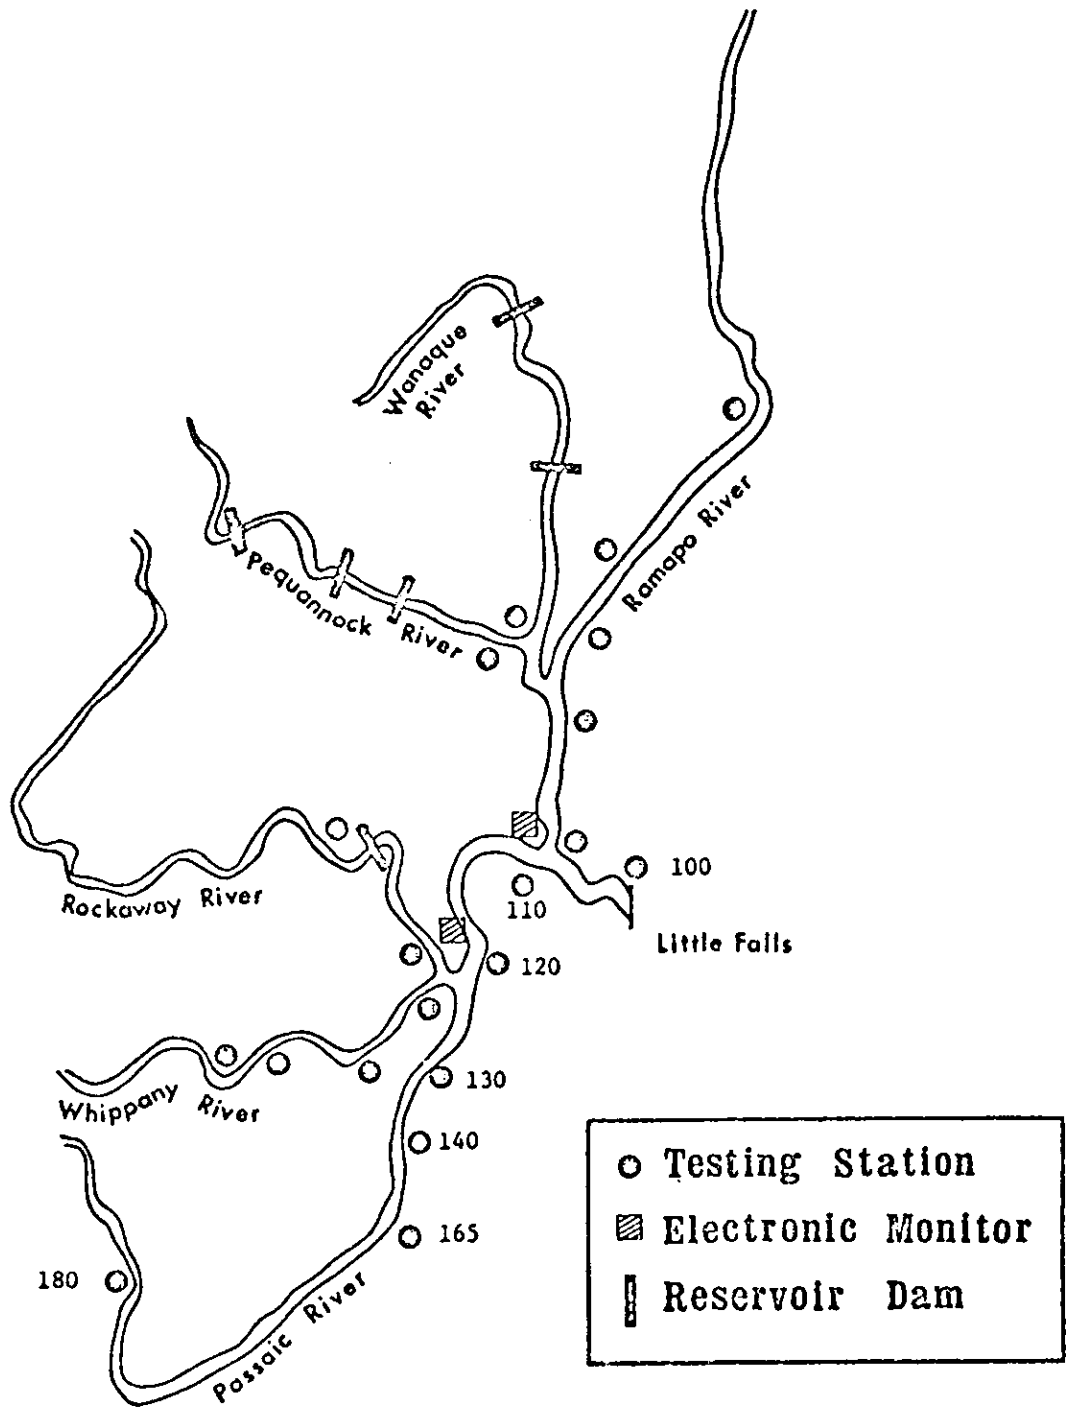 Wanaque
River
Ramapo River
Pequannock River
100
Rockaway River
110
Little Falls
120
130
Whippany River
140
165
180
Passaic River
Testing Station
Electronic Monitor
Reservoir Dam